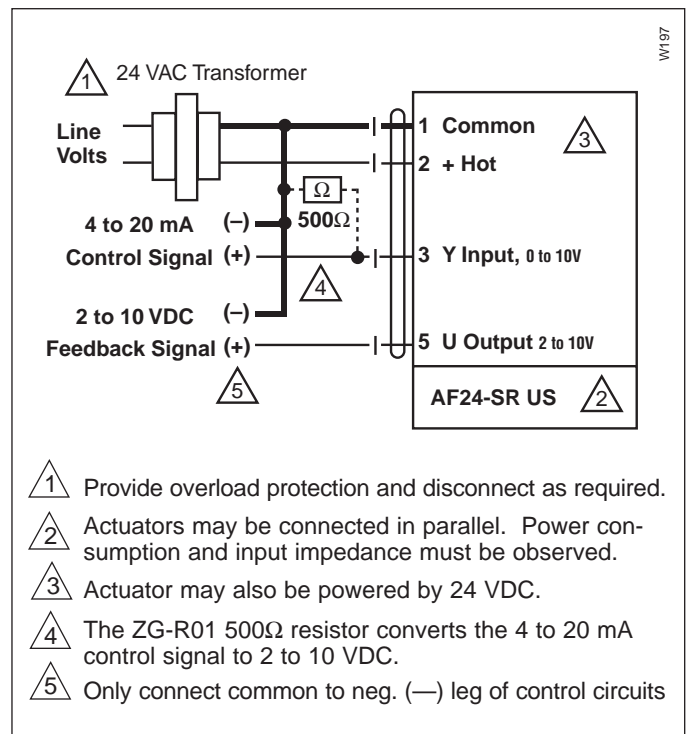 W197
1 24 VAC Transformer
Line
Volts
1 Common
3
2 + Hot
Ω
500Ω
4 to 20 mA (–)
Control Signal (+)
3 Y Input, 0 to 10V
4
2 to 10 VDC (–)
Feedback Signal (+)
5 U Output 2 to 10V
5
AF24-SR US 2
1 Provide overload protection and disconnect as required.
2 Actuators may be connected in parallel. Power con-
sumption and input impedance must be observed.
3 Actuator may also be powered by 24 VDC.
4 The ZG-R01 500Ω resistor converts the 4 to 20 mA
control signal to 2 to 10 VDC.
5 Only connect common to neg. (—) leg of control circuits